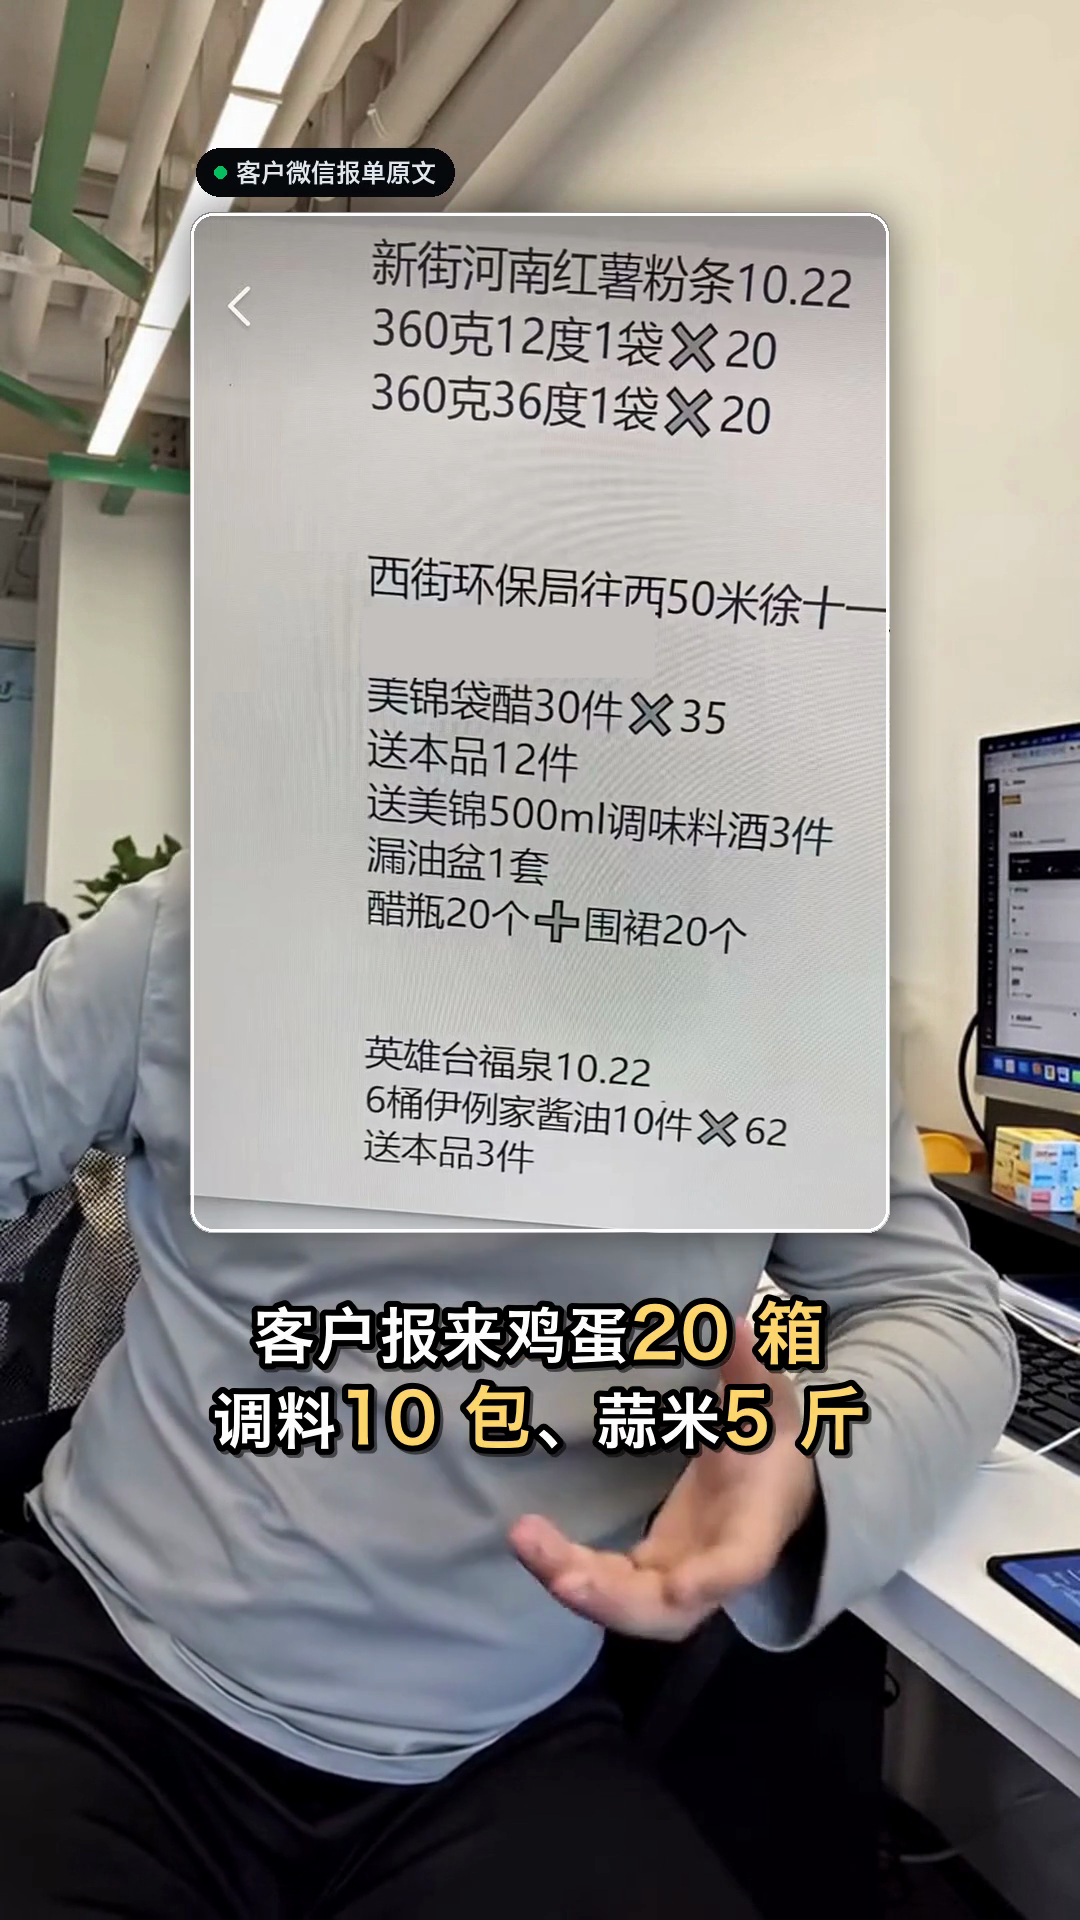 客户微信报单原文
新街河南红薯粉条10.22
360克12度1袋✖20
360克36度1袋✖20
西街环保局往西50米徐十一
美锦袋醋30件✖35
送本品12件
送美锦500ml调味料酒3件
漏油盆1套
醋瓶20个➕围裙20个
英雄台福泉10.22
6桶伊例家酱油10件✖62
送本品3件
客户报来鸡蛋20 箱
调料10 包、蒜米5 斤